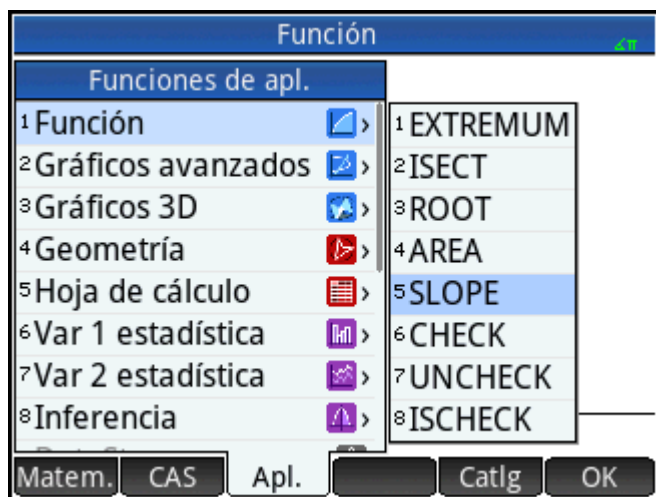 Función
∡π
Funciones de apl.
1 Función
2 Gráficos avanzados
3 Gráficos 3D
4 Geometría
5 Hoja de cálculo
6 Var 1 estadística
7 Var 2 estadística
8 Inferencia
1 EXTREMUM
2 ISECT
3 ROOT
4 AREA
5 SLOPE
6 CHECK
7 UNCHECK
8 ISCHECK
Matem. CAS Apl. Catlg OK